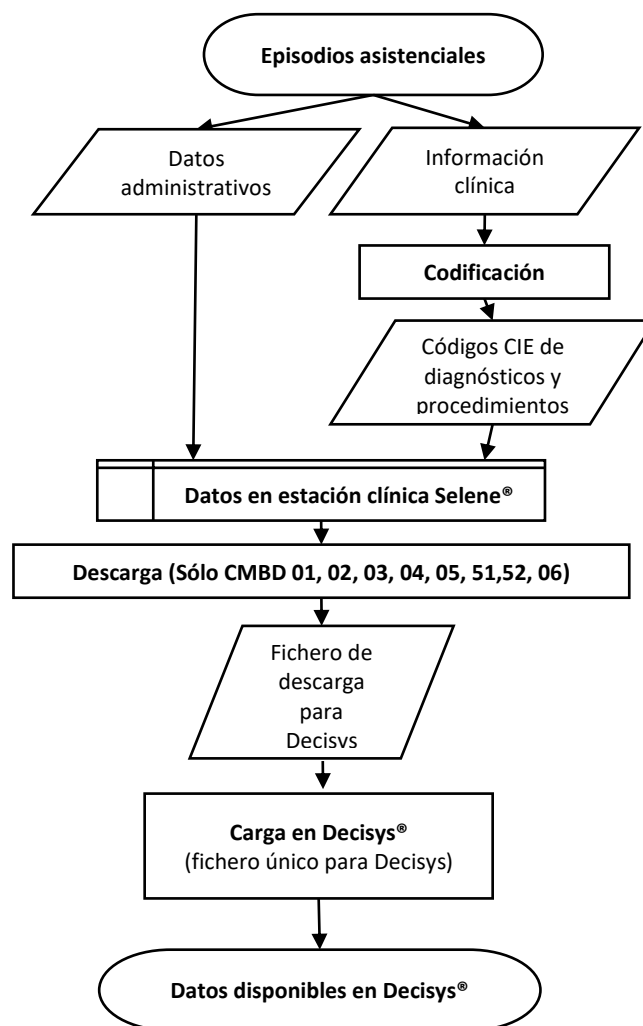 Episodios asistenciales
Datos
administrativos
Información
clínica
Codificación
Códigos CIE de
diagnósticos y
procedimientos
Datos en estación clínica Selene®
Descarga (Sólo CMBD 01, 02, 03, 04, 05, 51,52, 06)
Fichero de
descarga
para
Decisys
Carga en Decisys®
(fichero único para Decisys)
Datos disponibles en Decisys®